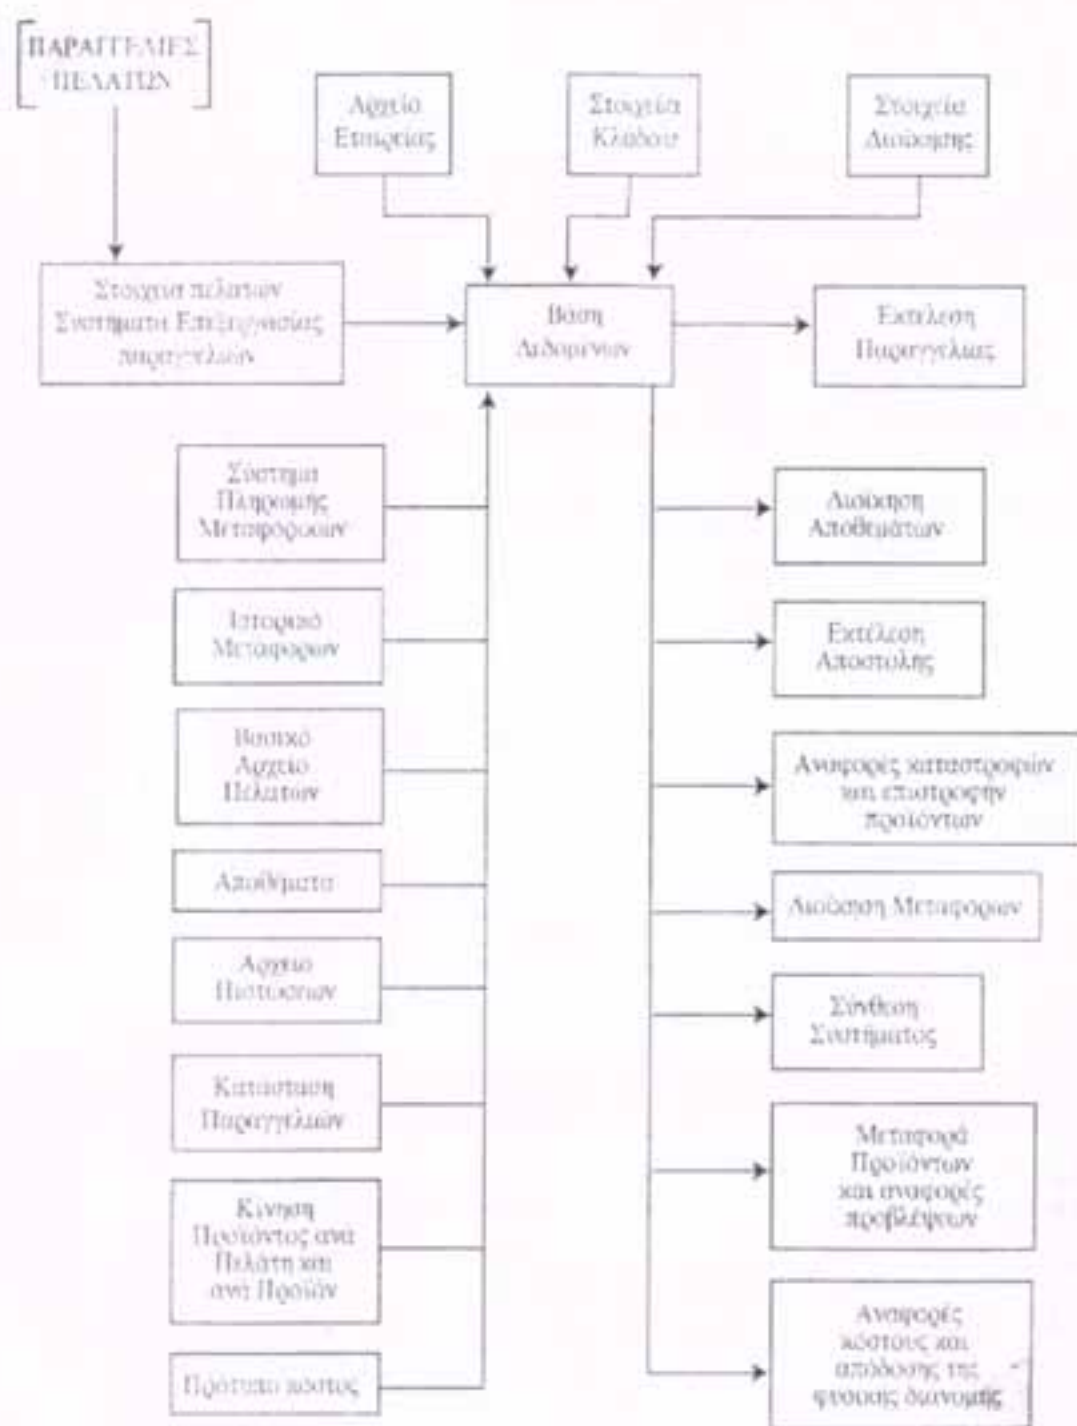 ΠΑΡΑΓΓΕΛΙΕΣ
ΠΕΛΑΤΩΝ
Αρχείο
Εταιρείας
Στοιχεία
Κλάδου
Στοιχεία
Διοίκησης
Στοιχεία πελατών
Συστήματα Επεξεργασίας
παραγγελιών
Βάση
Δεδομένων
Εκτέλεση
Παραγγελίας
Σύστημα
Πληρωμής
Μεταφορικών
Διοίκηση
Αποθεμάτων
Ιστορικό
Μεταφορών
Εκτέλεση
Αποστολής
Βασικό
Αρχείο
Πελατών
Αναφορές καταστροφών
και επιστροφήν
προϊόντων
Αποθέματα
Διοίκηση Μεταφορών
Αρχείο
Πιστώσεων
Σύνθεση
Συστήματος
Κατάσταση
Παραγγελιών
Μεταφορά
Προϊόντων
και αναφορές
προβλέψεων
Κίνηση
Προϊόντος ανά
Πελάτη και
ανά Προϊόν
Αναφορές
κόστους και
απόδοσης της
φυσικής διανομής
Πρότυπο κόστος